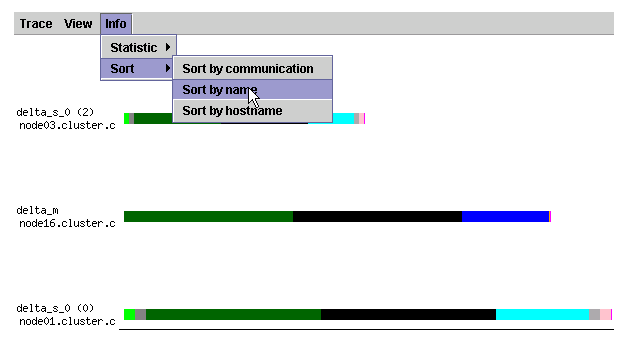 Trace View Info
Statistic
Sort
Sort by communication
Sort by name
Sort by hostname
delta_s_0 (2)
node03.cluster.c
delta_m
node16.cluster.c
delta_s_0 (0)
node01.cluster.c